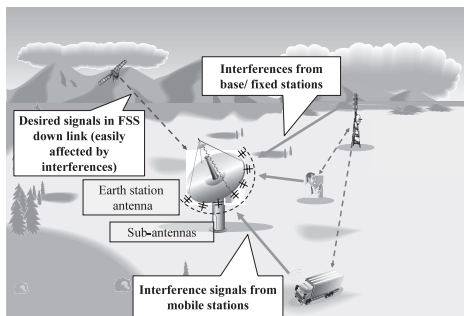 Interferences from
base/ fixed stations
Desired signals in FSS
down link (easily
affected by
interferences)
Earth station
antenna
Sub-antennas
Interference signals from
mobile stations